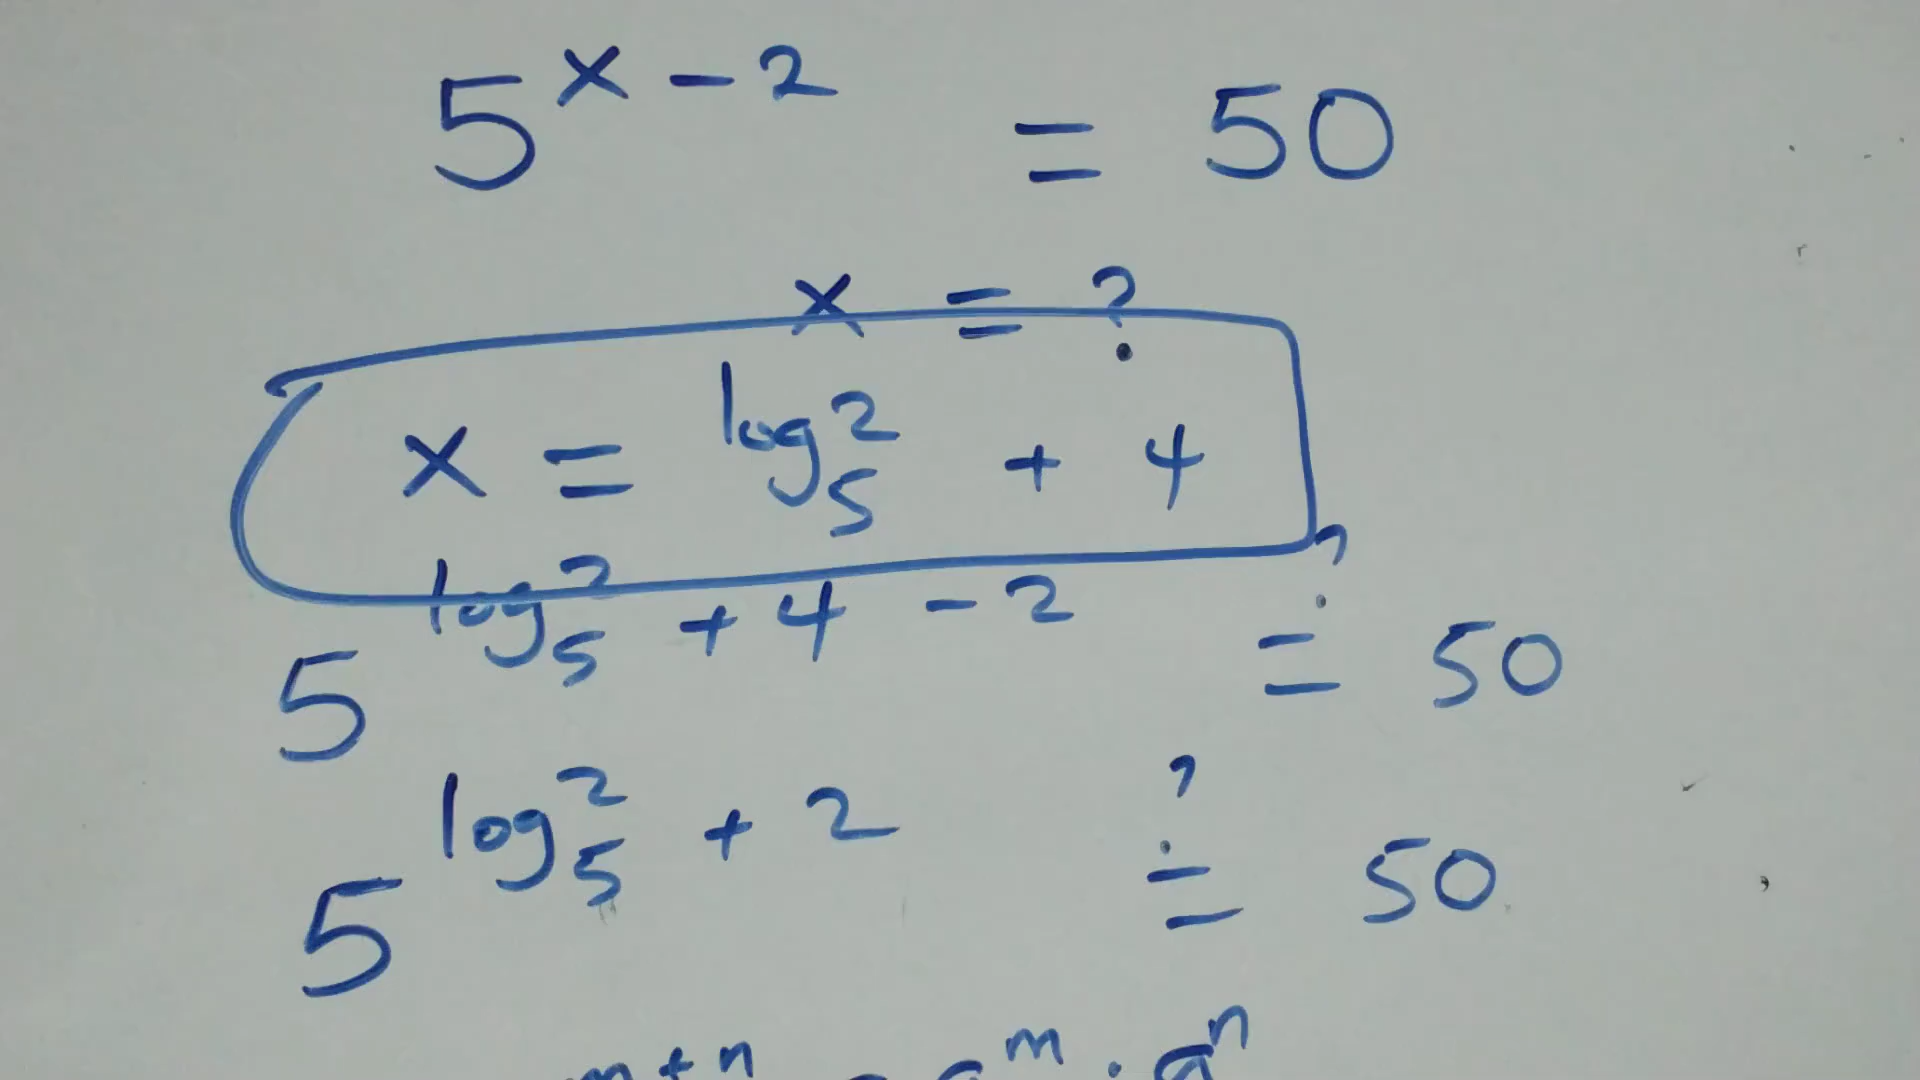 5^{x-2} = 50
x = ?
x = log_5^2 + 4
5^{log_5^2 + 4 - 2} =? 50
5^{log_5^2 + 2} =? 50
m+n a^m . a^n